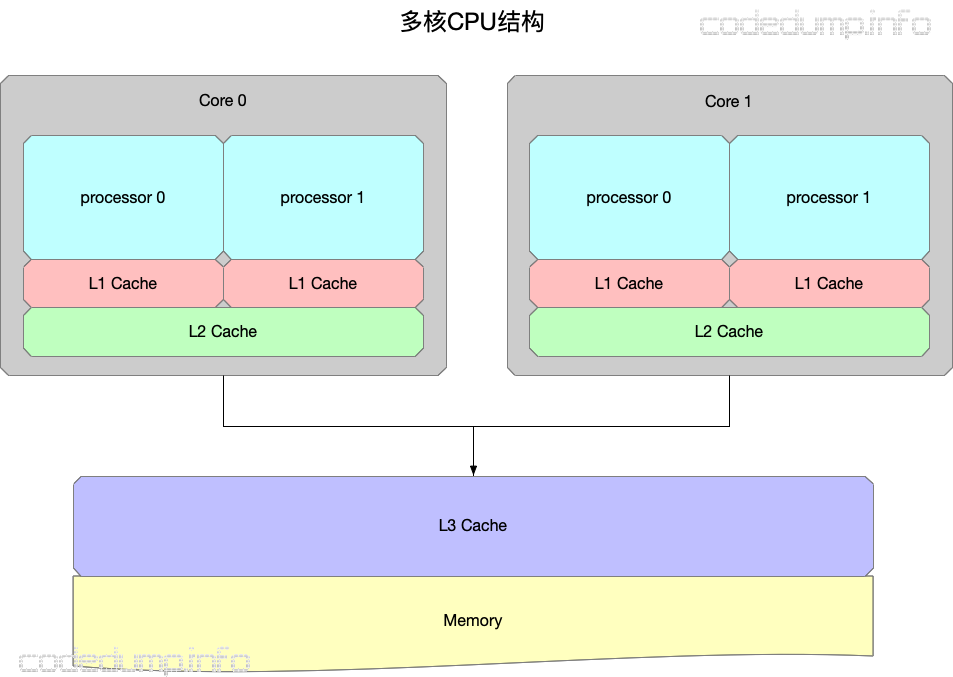 多核CPU结构
codedump.info
Core 0
Core 1
processor 0
processor 1
processor 0
processor 1
L1 Cache
L1 Cache
L1 Cache
L1 Cache
L2 Cache
L2 Cache
L3 Cache
Memory
codedump.info